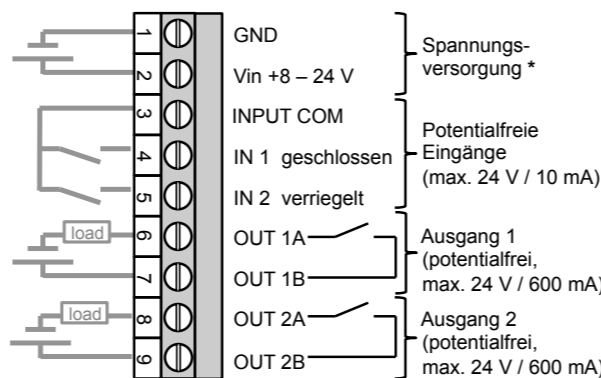 1 GND
2 Vin +8 – 24 V
Spannungs-
versorgung *
3 INPUT COM
4 IN 1 geschlossen
5 IN 2 verriegelt
Potentialfreie
Eingänge
(max. 24 V / 10 mA)
load
6 OUT 1A
7 OUT 1B
Ausgang 1
(potentialfrei,
max. 24 V / 600 mA)
load
8 OUT 2A
9 OUT 2B
Ausgang 2
(potentialfrei,
max. 24 V / 600 mA)